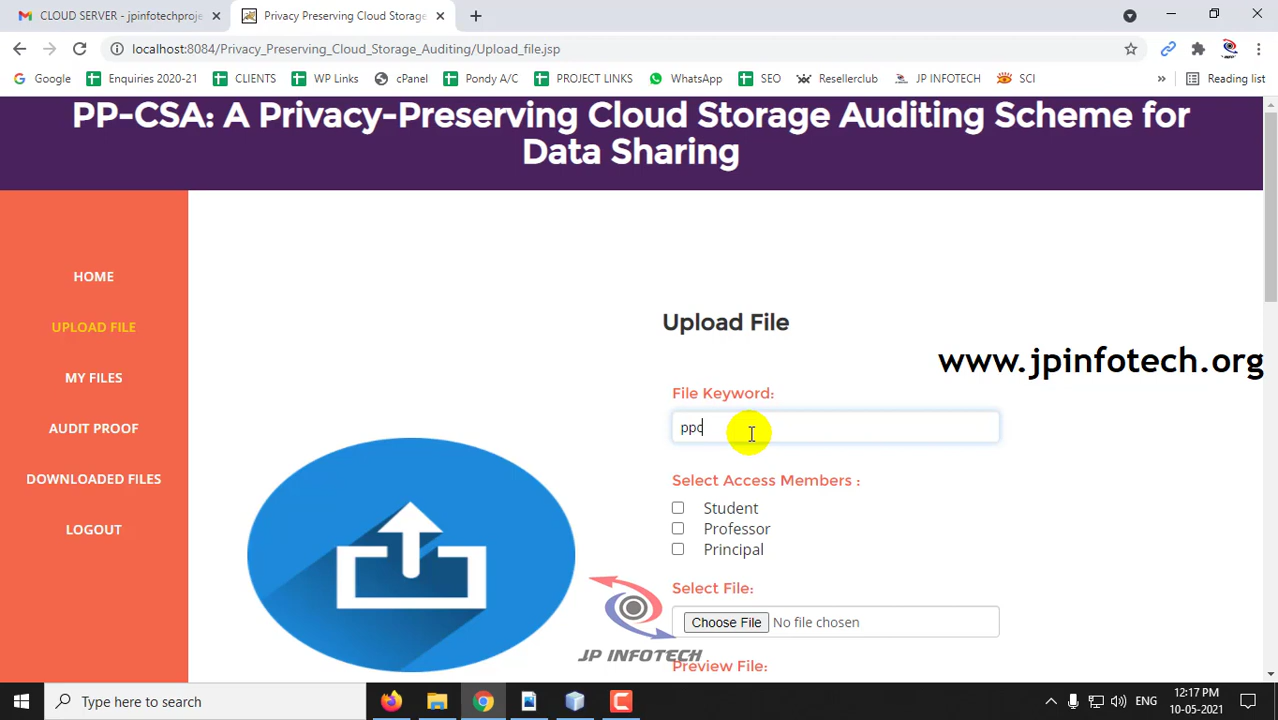 CLOUD SERVER - jpinfotechproje
Privacy Preserving Cloud Storage
localhost:8084/Privacy_Preserving_Cloud_Storage_Auditing/Upload_file.jsp
Google Enquiries 2020-21 CLIENTS WP Links cPanel Pondy A/C PROJECT LINKS WhatsApp SEO Resellerclub JP INFOTECH SCI » Reading list
PP-CSA: A Privacy-Preserving Cloud Storage Auditing Scheme for
Data Sharing
HOME
UPLOAD FILE
MY FILES
AUDIT PROOF
DOWNLOADED FILES
LOGOUT
Upload File
www.jpinfotech.org
File Keyword:
ppc
Select Access Members :
Student
Professor
Principal
Select File:
Choose File No file chosen
JP INFOTECH
Preview File:
Type here to search
ENG
12:17 PM
10-05-2021